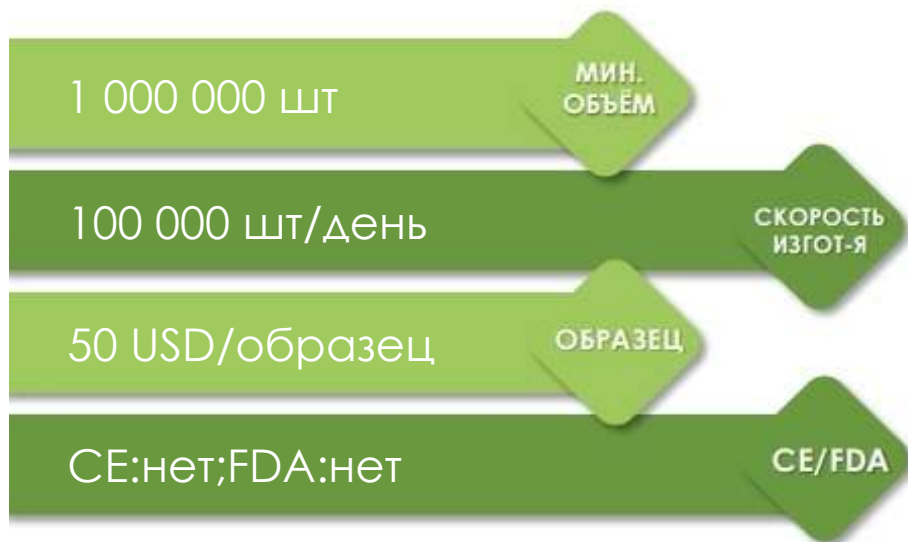 1 000 000 шт
МИН.
ОБЪЁМ
100 000 шт/день
СКОРОСТЬ
ИЗГОТ-Я
50 USD/образец
ОБРАЗЕЦ
CE:нет;FDA:нет
CE/FDA